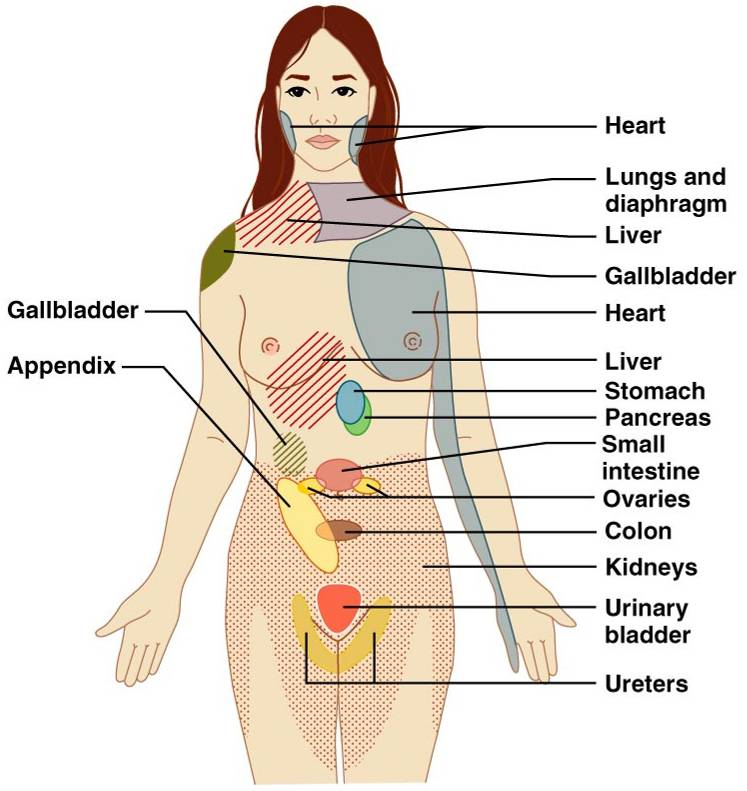 Heart
Lungs and
diaphragm
Liver
Gallbladder
Gallbladder
Heart
Appendix
Liver
Stomach
Pancreas
Small
intestine
Ovaries
Colon
Kidneys
Urinary
bladder
Ureters